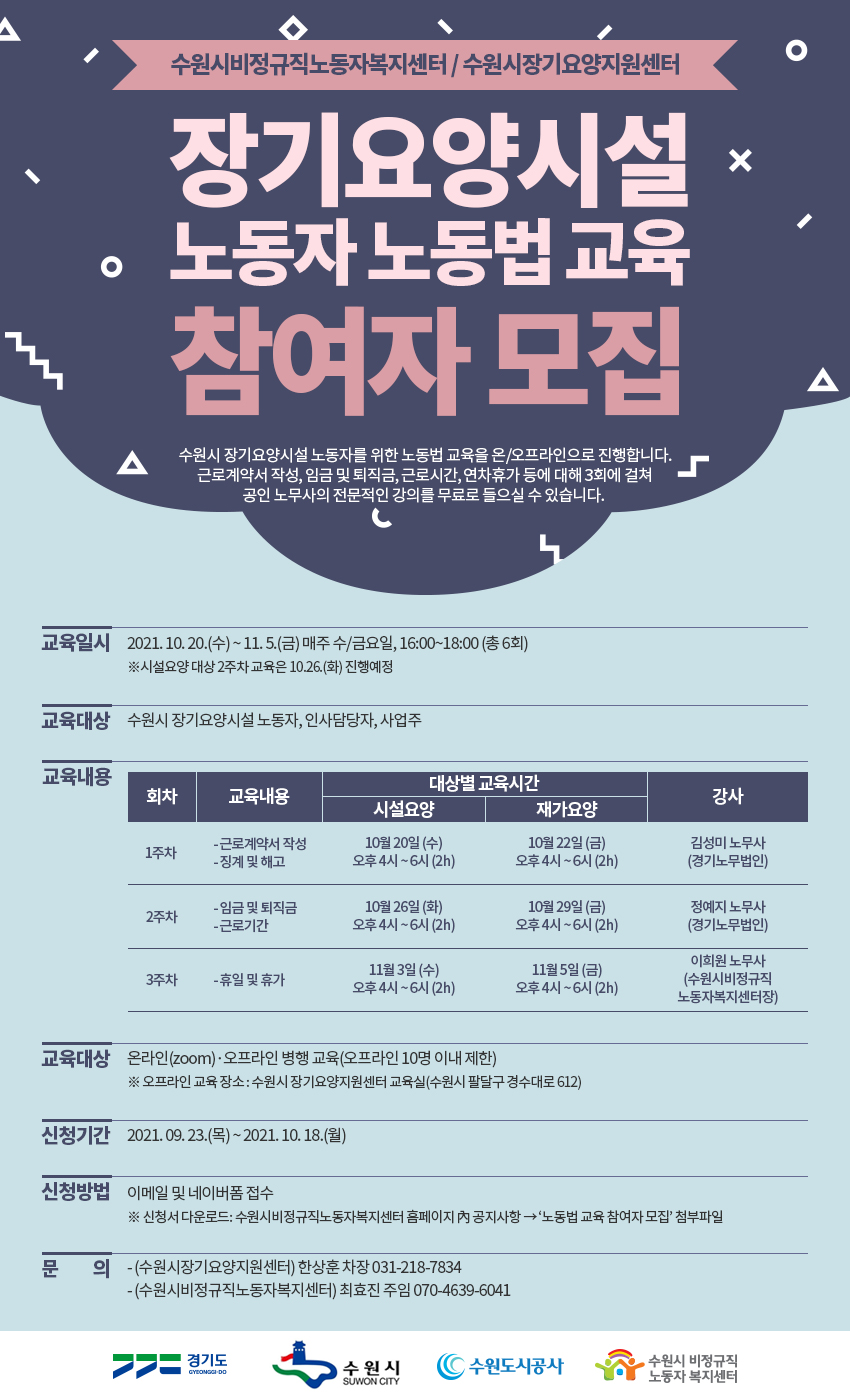 수원시비정규직노동자복지센터 / 수원시장기요양지원센터
장기요양시설
노동자 노동법 교육
참여자 모집
수원시 장기요양시설 노동자를 위한 노동법 교육을 온/오프라인으로 진행합니다.
근로계약서 작성, 임금 및 퇴직금, 근로시간, 연차휴가 등에 대해 3회에 걸쳐
공인 노무사의 전문적인 강의를 무료로 들으실 수 있습니다.
교육일시 2021. 10. 20.(수) ~ 11. 5.(금) 매주 수/금요일, 16:00~18:00 (총 6회)
※시설요양 대상 2주차 교육은 10.26.(화) 진행예정
교육대상 수원시 장기요양시설 노동자, 인사담당자, 사업주
교육내용
회차 교육내용 대상별 교육시간 강사
시설요양 재가요양
1주차 - 근로계약서 작성 10월 20일 (수) 10월 22일 (금) 김성미 노무사
- 징계 및 해고 오후 4시 ~ 6시 (2h) 오후 4시 ~ 6시 (2h) (경기노무법인)
2주차 - 임금 및 퇴직금 10월 26일 (화) 10월 29일 (금) 정예지 노무사
- 근로기간 오후 4시 ~ 6시 (2h) 오후 4시 ~ 6시 (2h) (경기노무법인)
3주차 - 휴일 및 휴가 11월 3일 (수) 11월 5일 (금) 이희원 노무사
오후 4시 ~ 6시 (2h) 오후 4시 ~ 6시 (2h) (수원시비정규직
노동자복지센터장)
교육대상 온라인(zoom) · 오프라인 병행 교육(오프라인 10명 이내 제한)
※ 오프라인 교육 장소 : 수원시 장기요양지원센터 교육실(수원시 팔달구 경수대로 612)
신청기간 2021. 09. 23.(목) ~ 2021. 10. 18.(월)
신청방법 이메일 및 네이버폼 접수
※ 신청서 다운로드: 수원시비정규직노동자복지센터 홈페이지 內 공지사항 → ‘노동법 교육 참여자 모집’ 첨부파일
문 의 - (수원시장기요양지원센터) 한상훈 차장 031-218-7834
- (수원시비정규직노동자복지센터) 최효진 주임 070-4639-6041
경기도
GYEONGGI-DO
수원시
SUWON CITY
수원도시공사
수원시 비정규직
노동자 복지센터